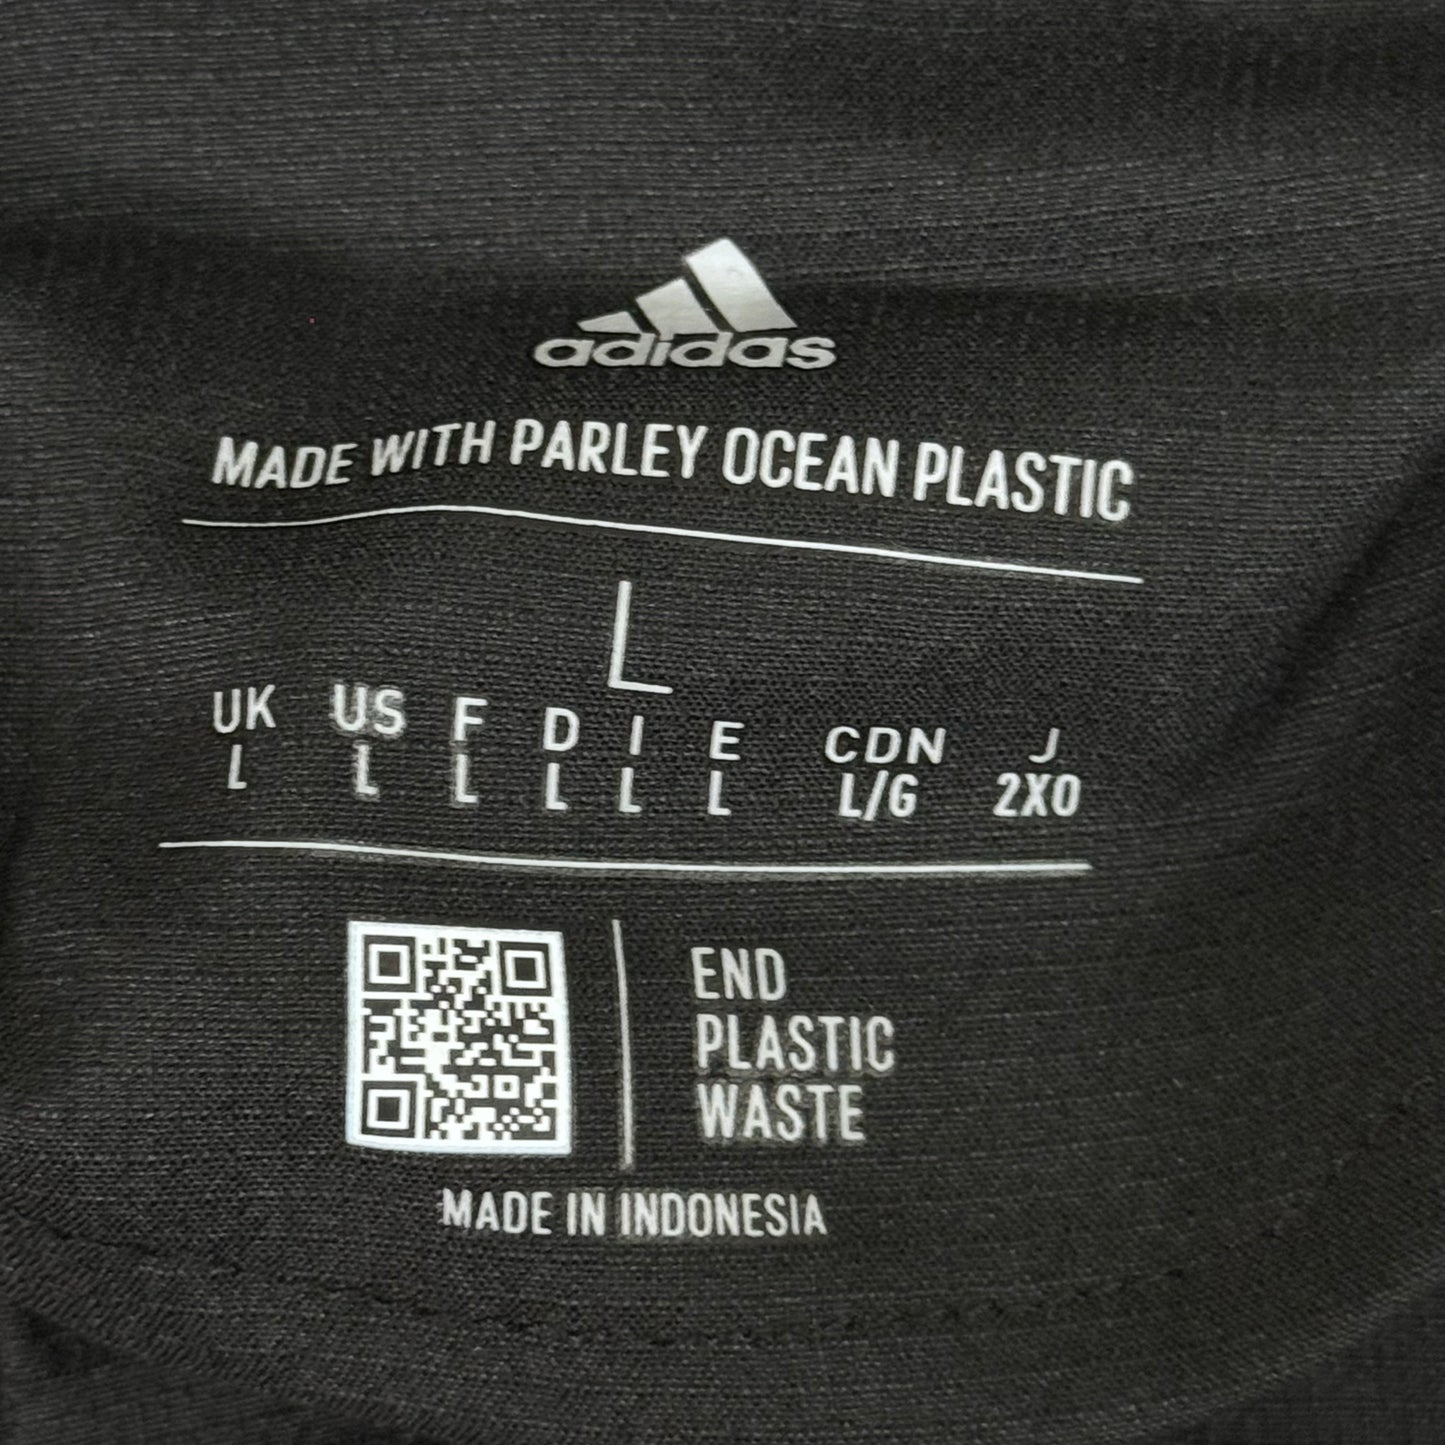 adidas
MADE WITH PARLEY OCEAN PLASTIC
L
UK US F D I E CDN J
L L L L L L L/G 2XO
END
PLASTIC
WASTE
MADE IN INDONESIA